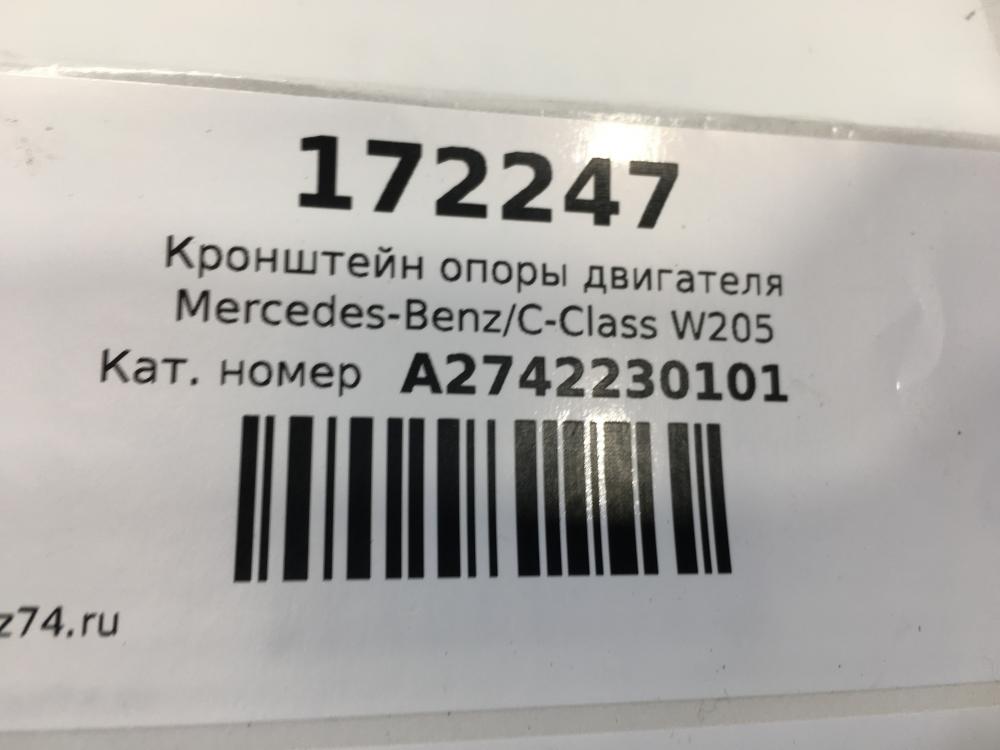 172247
Кронштейн опоры двигателя
Mercedes-Benz/C-Class W205
Кат. номер A2742230101
z74.ru